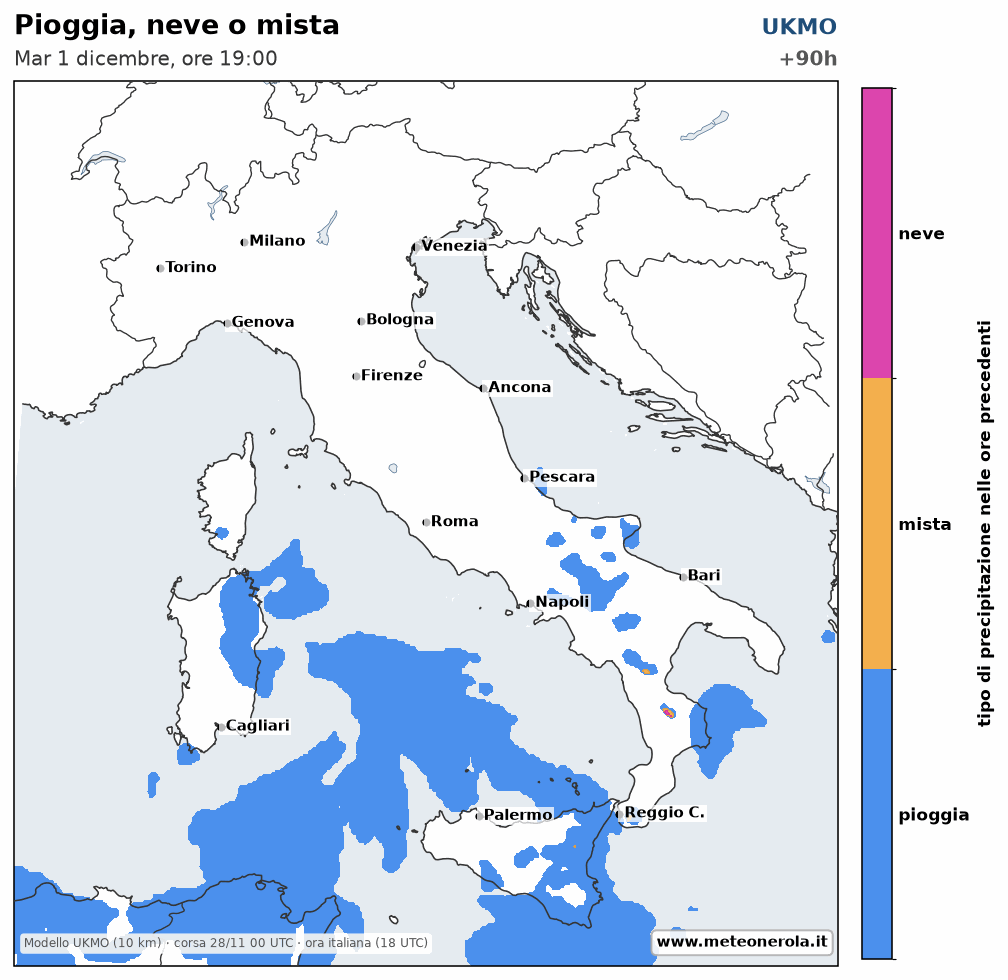 Pioggia, neve o mista
UKMO
Mar 1 dicembre, ore 19:00
+90h
neve
mista
pioggia
tipo di precipitazione nelle ore precedenti
Milano
Venezia
Torino
Genova
Bologna
Firenze
Ancona
Pescara
Roma
Bari
Napoli
Cagliari
Palermo
Reggio C.
Modello UKMO (10 km) · corsa 28/11 00 UTC · ora italiana (18 UTC)
www.meteonerola.it